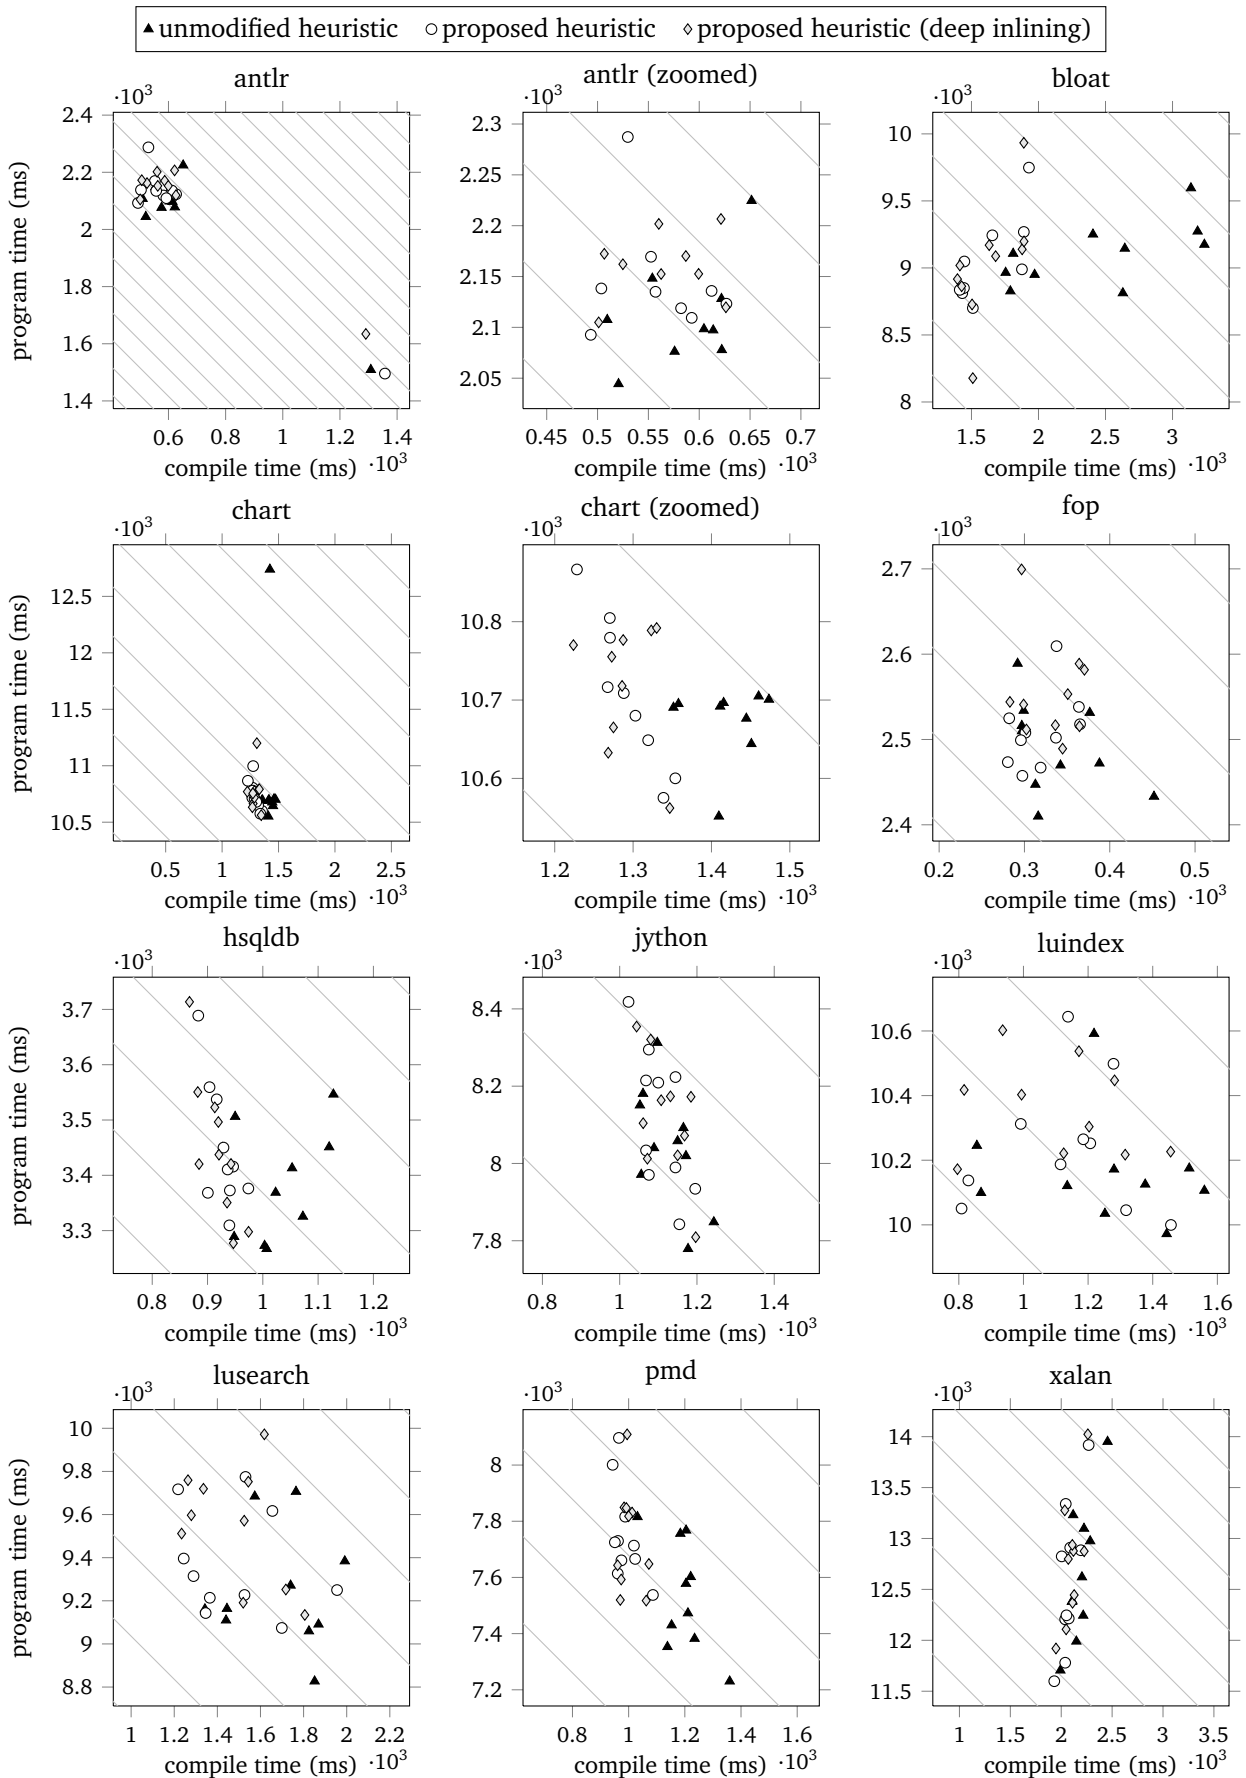 unmodified heuristic proposed heuristic proposed heuristic (deep inlining)
antlr
·10³
2.4
2.2
2
1.8
1.6
1.4
program time (ms)
0.6 0.8 1 1.2 1.4
compile time (ms) ·10³
antlr (zoomed)
·10³
2.3
2.25
2.2
2.15
2.1
2.05
0.45 0.5 0.55 0.6 0.65 0.7
compile time (ms) ·10³
bloat
·10³
10
9.5
9
8.5
8
1.5 2 2.5 3
compile time (ms) ·10³
chart
·10³
12.5
12
11.5
11
10.5
program time (ms)
0.5 1 1.5 2 2.5
compile time (ms) ·10³
chart (zoomed)
·10³
10.8
10.7
10.6
1.2 1.3 1.4 1.5
compile time (ms) ·10³
fop
·10³
2.7
2.6
2.5
2.4
0.2 0.3 0.4 0.5
compile time (ms) ·10³
hsqldb
·10³
3.7
3.6
3.5
3.4
3.3
program time (ms)
0.8 0.9 1 1.1 1.2
compile time (ms) ·10³
jython
·10³
8.4
8.2
8
7.8
0.8 1 1.2 1.4
compile time (ms) ·10³
luindex
·10³
10.6
10.4
10.2
10
0.8 1 1.2 1.4 1.6
compile time (ms) ·10³
lusearch
·10³
10
9.8
9.6
9.4
9.2
9
8.8
program time (ms)
1 1.2 1.4 1.6 1.8 2 2.2
compile time (ms) ·10³
pmd
·10³
8
7.8
7.6
7.4
7.2
0.8 1 1.2 1.4 1.6
compile time (ms) ·10³
xalan
·10³
14
13
12.5
12
11.5
1 1.5 2 2.5 3 3.5
compile time (ms) ·10³